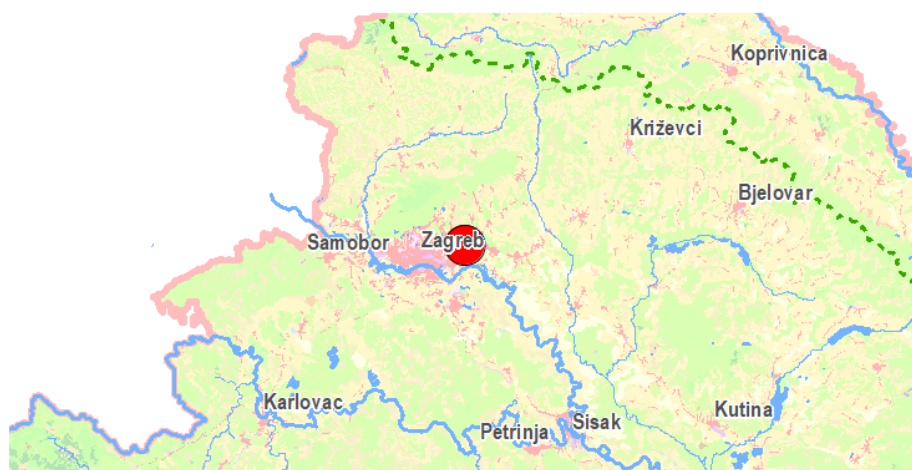 Koprivnica
Križevci
Bjelovar
Samobor
Zagreb
Karlovac
Petrinja
Sisak
Kutina